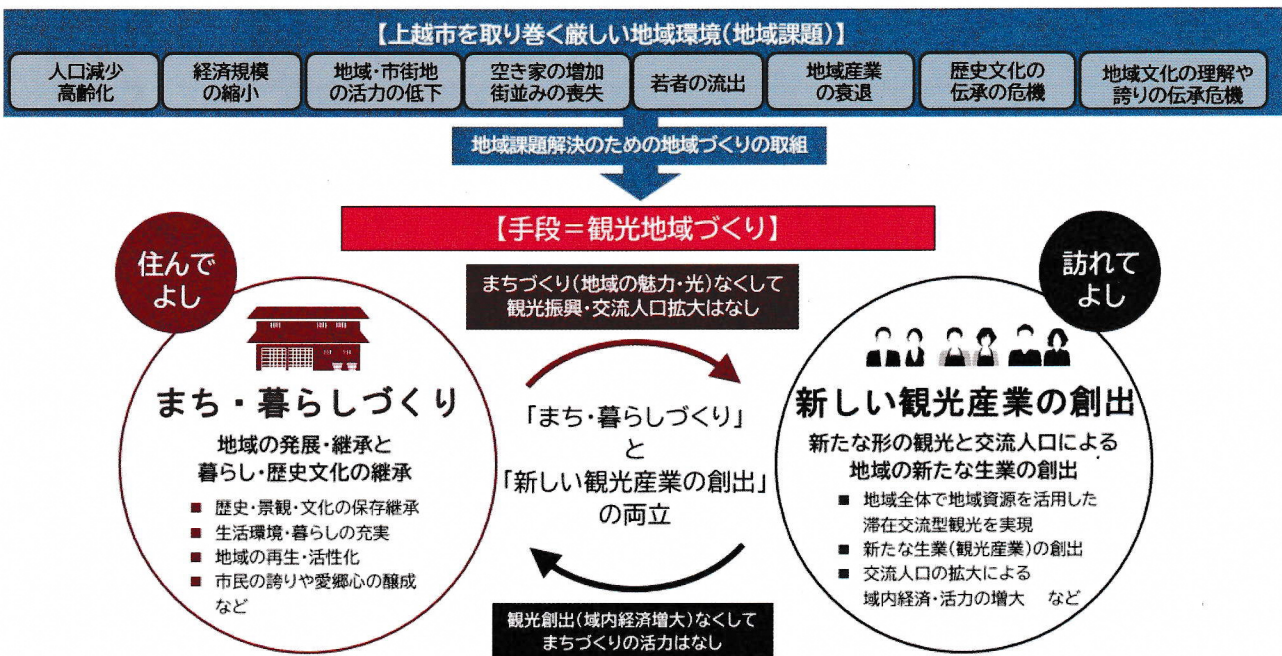 【上越市を取り巻く厳しい地域環境(地域課題)】
人口減少
高齢化
経済規模
の縮小
地域・市街地
の活力の低下
空き家の増加
街並みの喪失
若者の流出
地域産業
の衰退
歴史文化の
伝承の危機
地域文化の理解や
誇りの伝承危機
地域課題解決のための地域づくりの取組
【手段=観光地域づくり】
住んで
よし
訪れて
よし
まちづくり(地域の魅力・光)なくして
観光振興・交流人口拡大はなし
まち・暮らしづくり
地域の発展・継承と
暮らし・歴史文化の継承
■ 歴史・景観・文化の保存継承
■ 生活環境・暮らしの充実
■ 地域の再生・活性化
■ 市民の誇りや愛郷心の醸成
など
「まち・暮らしづくり」
と
「新しい観光産業の創出」
の両立
新しい観光産業の創出
新たな形の観光と交流人口による
地域の新たな生業の創出
■ 地域全体で地域資源を活用した
滞在交流型観光を実現
■ 新たな生業(観光産業)の創出
■ 交流人口の拡大による
域内経済・活力の増大 など
観光創出(域内経済増大)なくして
まちづくりの活力はなし